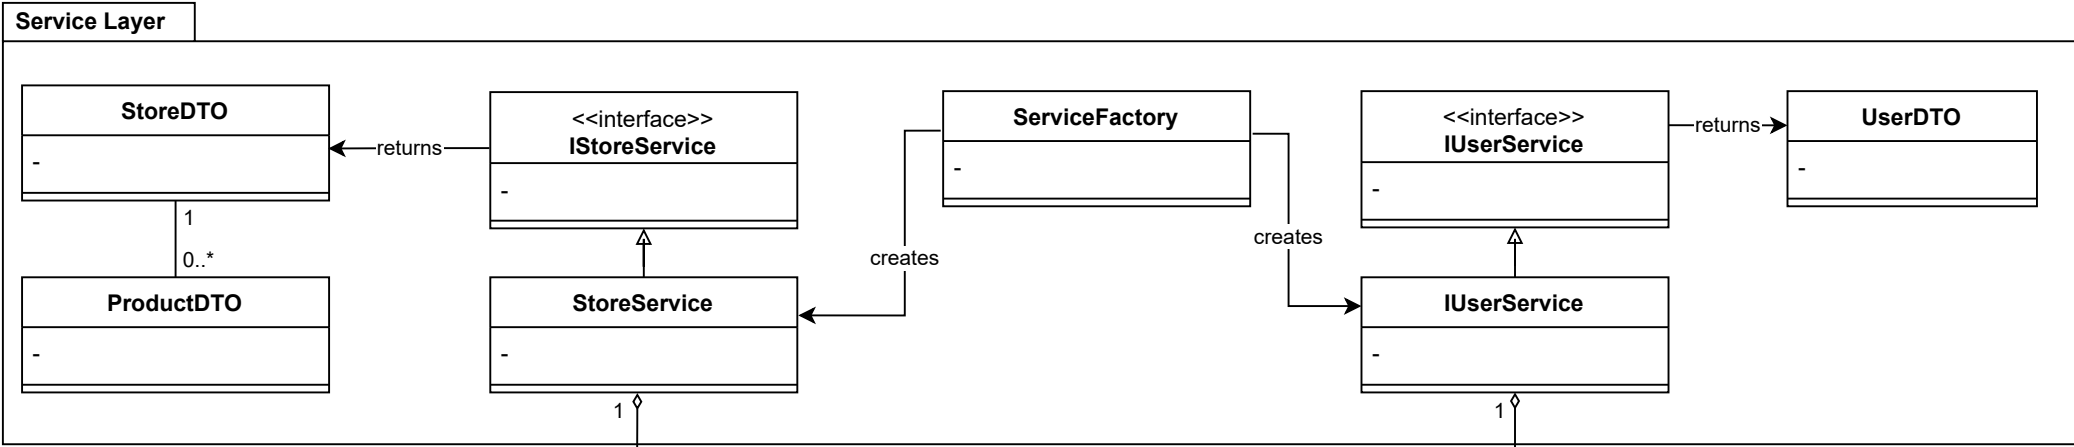 Service Layer
StoreDTO
-
1
0..*
ProductDTO
-
returns
<<interface>>
IStoreService
-
StoreService
-
1
creates
ServiceFactory
-
creates
<<interface>>
IUserService
-
IUserService
-
1
returns
UserDTO
-